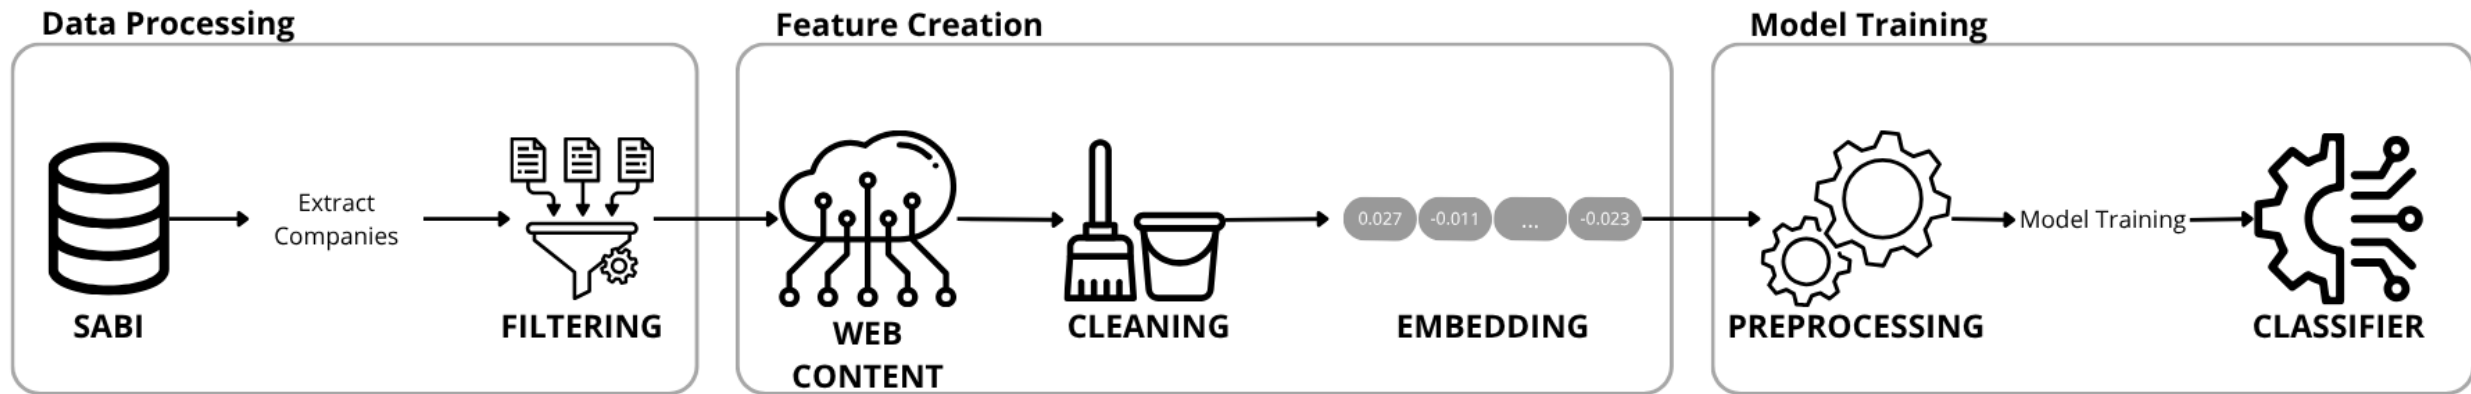 Data Processing
Feature Creation
Model Training
Extract
Companies
0.027
-0.011
...
-0.023
Model Training
SABI
FILTERING
WEB
CONTENT
CLEANING
EMBEDDING
PREPROCESSING
CLASSIFIER